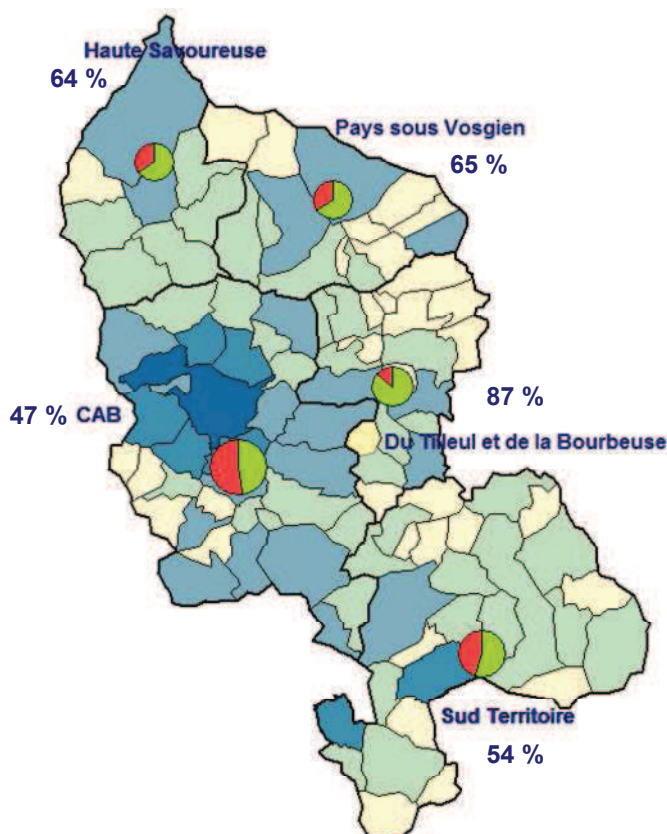 Haute Savoureuse
64 %
Pays sous Vosgien
65 %
47 % CAB
87 %
Du Tilleul et de la Bourbeuse
Sud Territoire
54 %